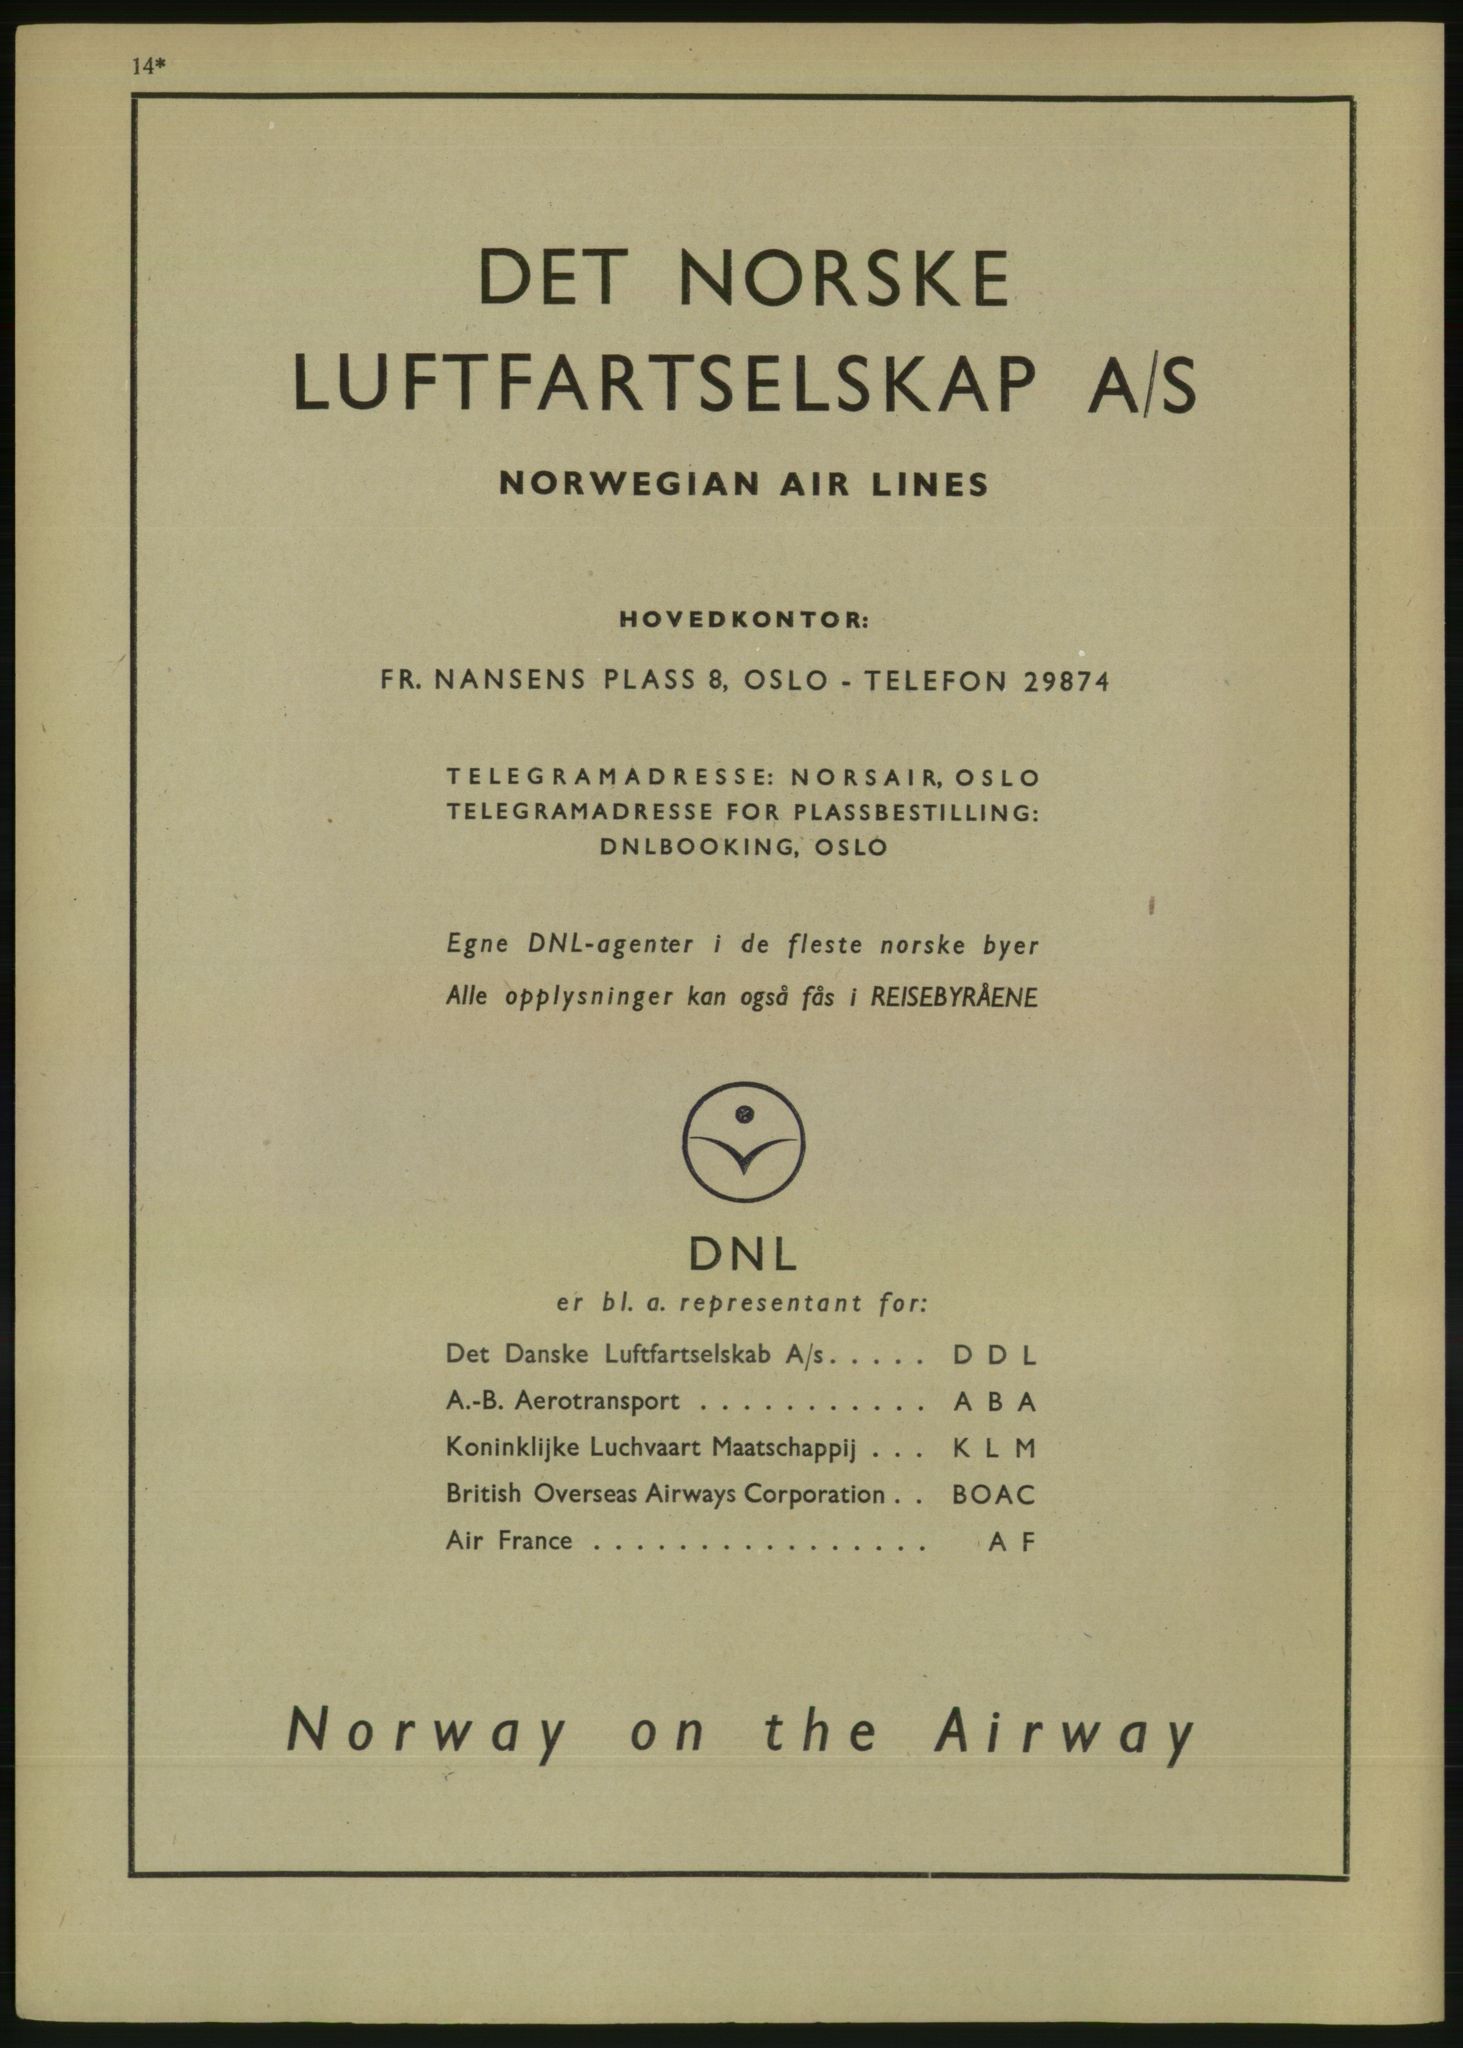 14*
DET NORSKE
LUFTFARTSELSKAP A/S
NORWEGIAN AIR LINES
HOVEDKONTOR:
FR. NANSENS PLASS 8, OSLO - TELEFON 29874
TELEGRAMADRESSE: NORSAIR, OSLO
TELEGRAMADRESSE FOR PLASSBESTILLING:
DNLBOOKING, OSLO
Egne DNL-agenter i de fleste norske byer
Alle opplysninger kan også fås i REISEBYRÅENE
DNL
er bl. a. representant for:
Det Danske Luftfartselskab A/s. . . . . D D L
A.-B. Aerotransport . . . . . . . . . . . A B A
Koninklijke Luchvaart Maatschappij . . . K L M
British Overseas Airways Corporation . . BOAC
Air France . . . . . . . . . . . . . . . . A F
Norway on the Airway